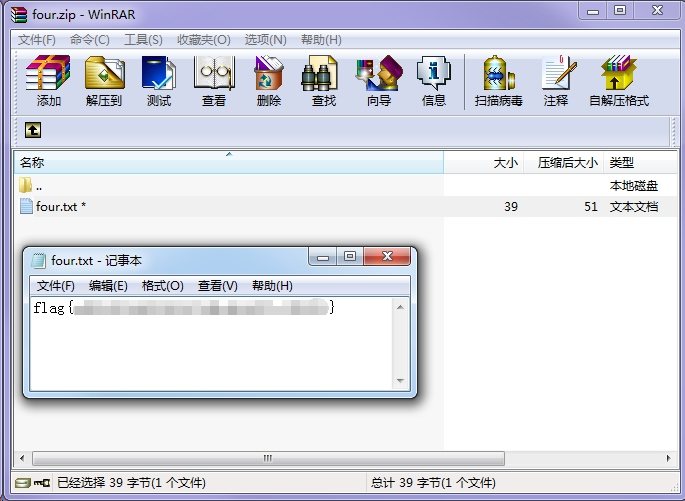 four.zip - WinRAR
文件(F) 命令(C) 工具(S) 收藏夹(O) 选项(N) 帮助(H)
添加 解压到 测试 查看 删除 查找 向导 信息 扫描病毒 注释 自解压格式
名称 大小 压缩后大小 类型
.. 本地磁盘
four.txt * 39 51 文本文档
four.txt - 记事本
文件(F) 编辑(E) 格式(O) 查看(V) 帮助(H)
flag{ }
已经选择 39 字节(1 个文件) 总计 39 字节(1 个文件)